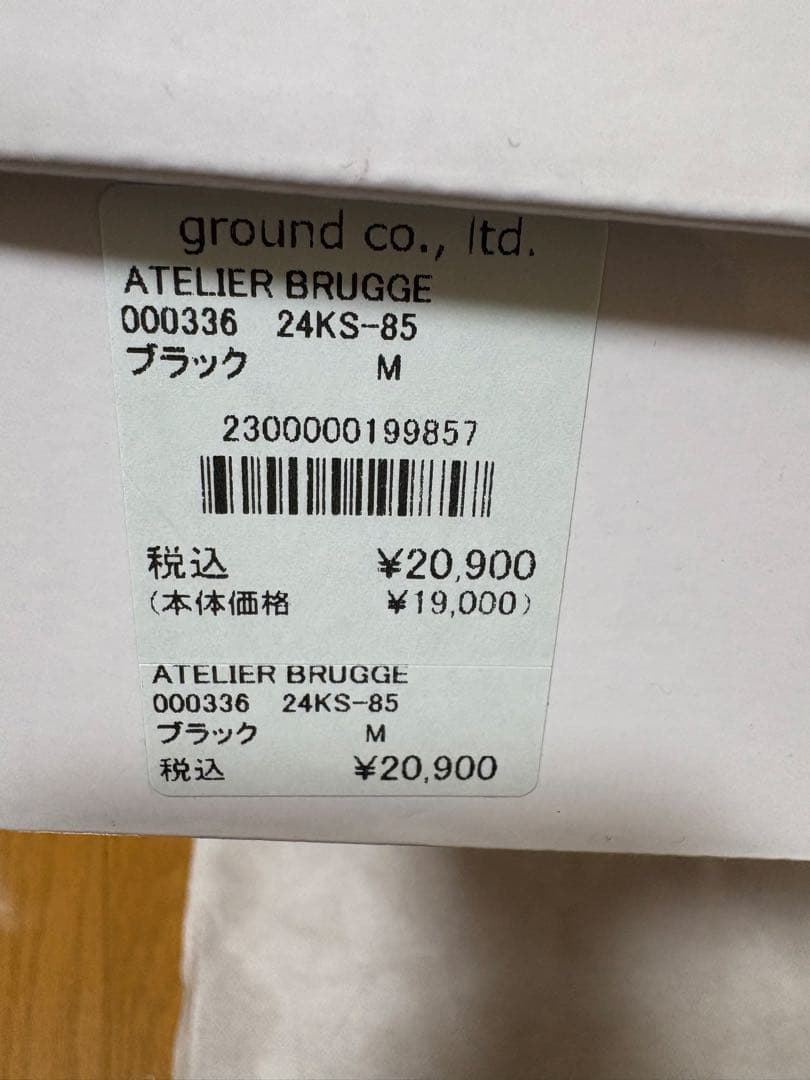 ground co., ltd.
ATELIER BRUGGE
000336 24KS-85
ブラック M
2300000199857
税込 ¥20,900
(本体価格 ¥19,000)
ATELIER BRUGGE
000336 24KS-85
ブラック M
税込 ¥20,900